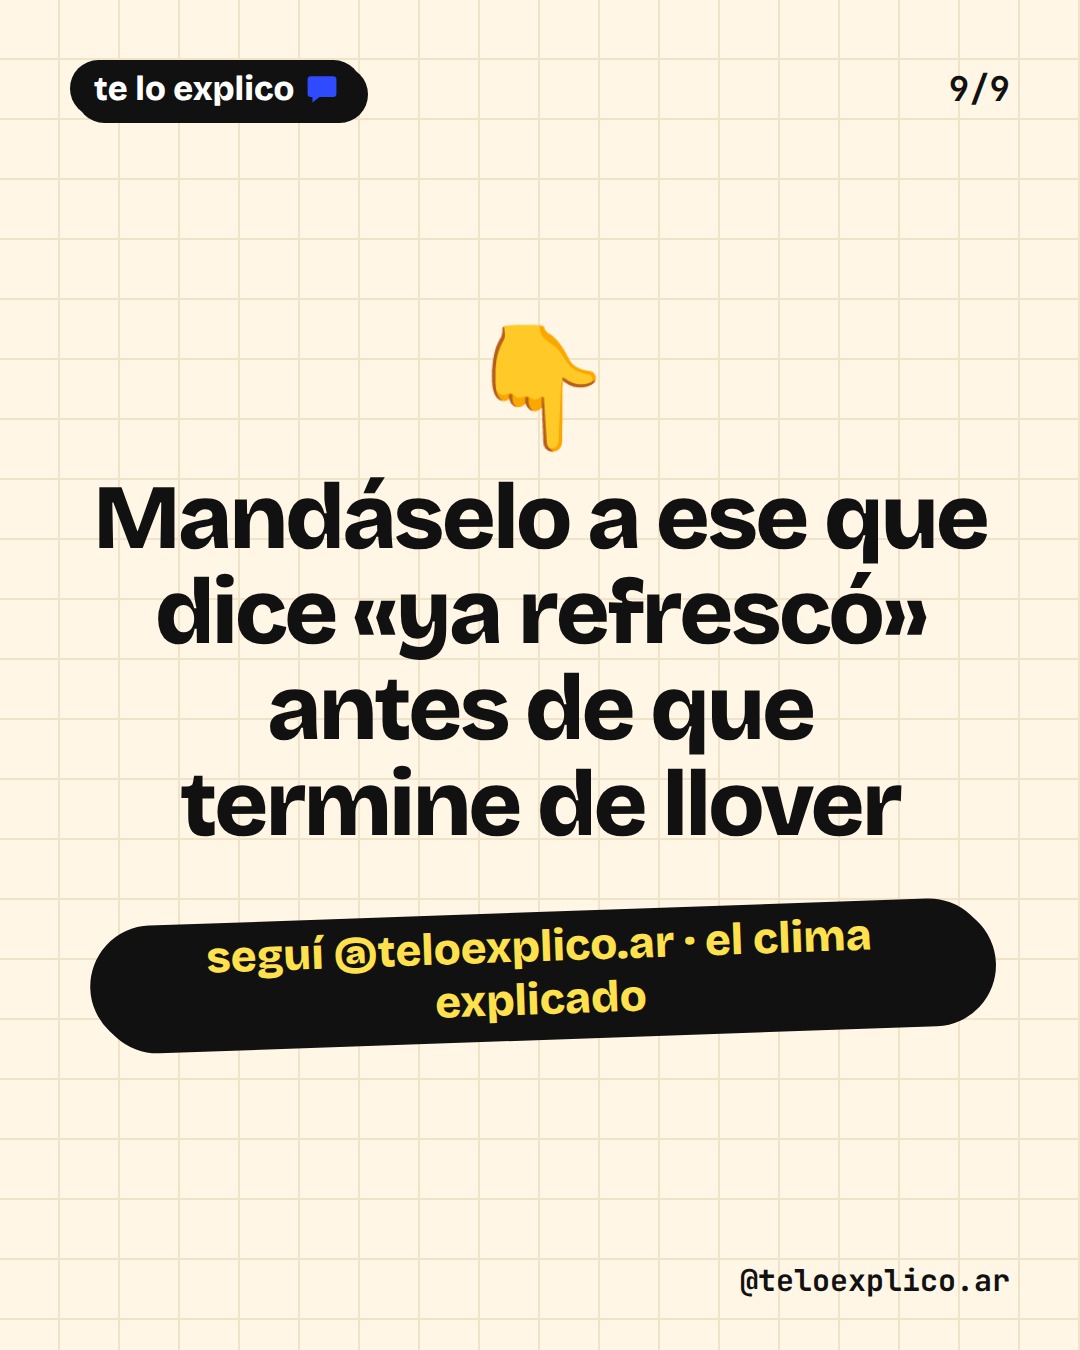 te lo explico
9/9
Mandáselo a ese que
dice «ya refrescó»
antes de que
termine de llover
seguí @teloexplico.ar · el clima
explicado
@teloexplico.ar